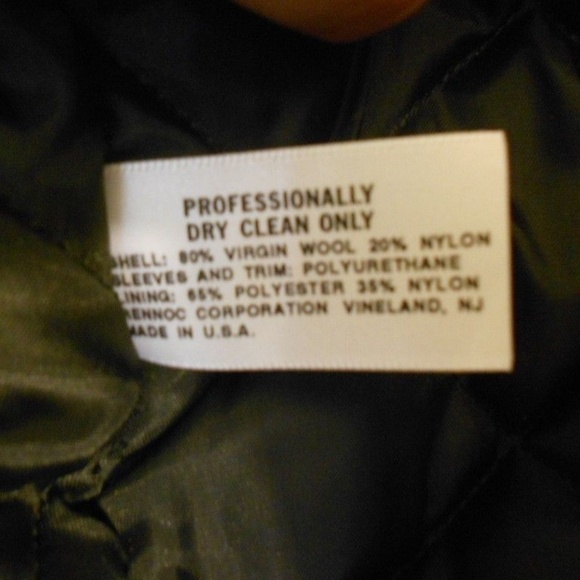 PROFESSIONALLY
DRY CLEAN ONLY
SHELL: 80% VIRGIN WOOL 20% NYLON
SLEEVES AND TRIM: POLYURETHANE
LINING: 65% POLYESTER 35% NYLON
RENNOC CORPORATION VINELAND, NJ
MADE IN U.S.A.